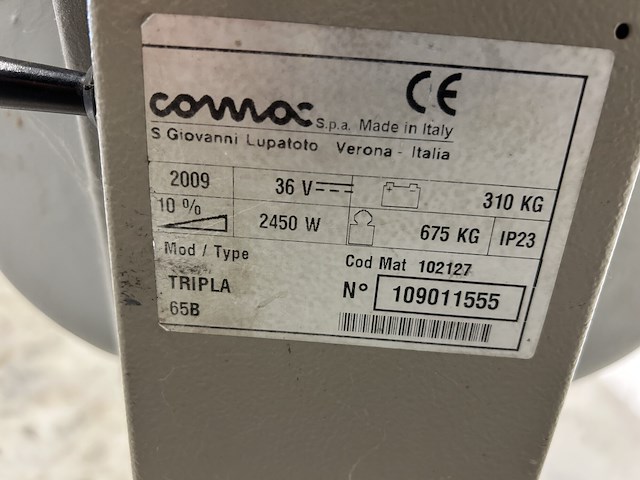 comac S.p.a. Made in Italy CE
S Giovanni Lupatoto Verona - Italia
2009 36 V 310 KG
10 % 2450 W 675 KG IP23
Mod / Type Cod Mat 102127
TRIPLA N° 109011555
65B